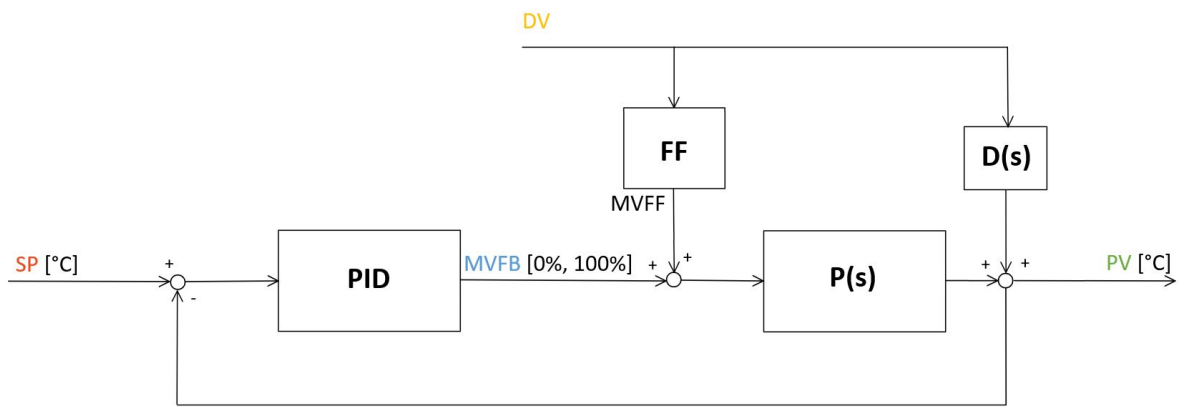 DV
FF
D(s)
MVFF
SP [°C]
+
-
PID
MVFB [0%, 100%]
+
+
P(s)
+
+
PV [°C]